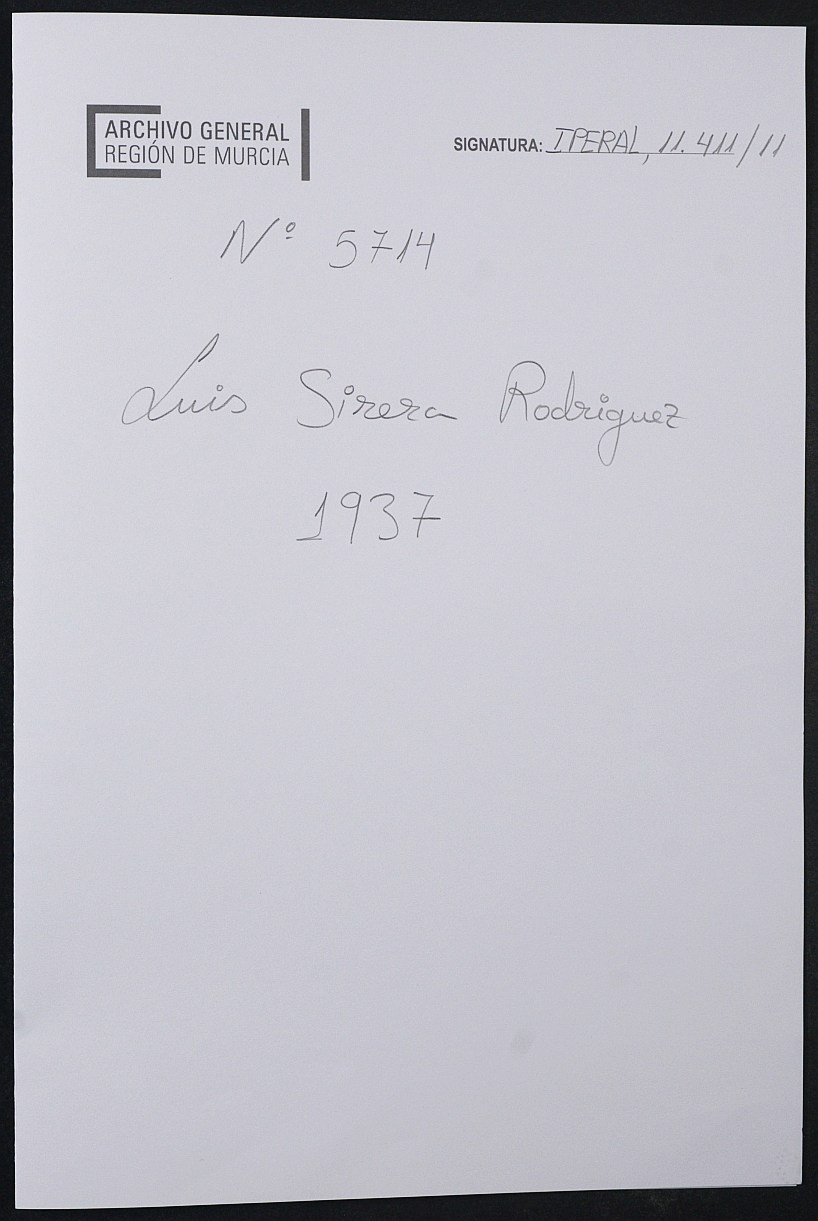 ARCHIVO GENERAL
REGIÓN DE MURCIA
SIGNATURA: IPERAL, 11.411/11
Nº 5714
Luis Sirera Rodriguez
1937